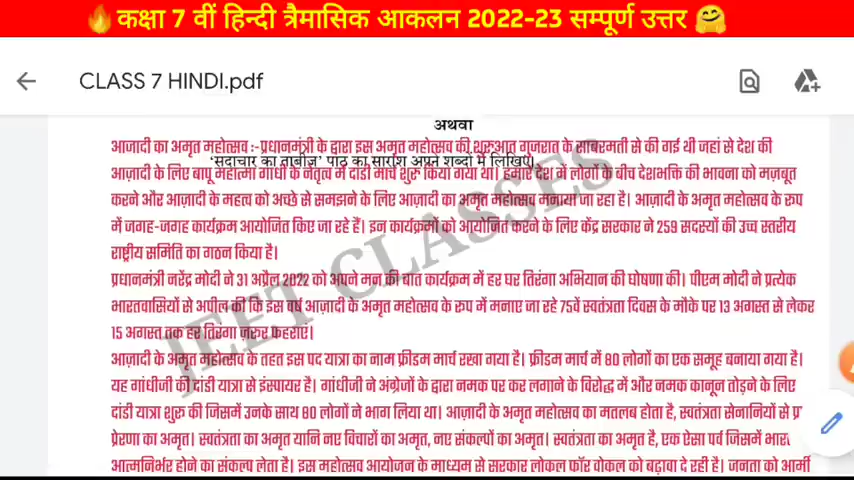 🔥कक्षा 7 वीं हिन्दी त्रैमासिक आकलन 2022-23 सम्पूर्ण उत्तर 🤗
CLASS 7 HINDI.pdf
अथवा
आजादी का अमृत महोत्सव :-प्रधानमंत्री के द्वारा इस अमृत महोत्सव की शुरुआत गुजरात के साबरमती से की गई थी जहां से देश की
'सदाचार का ताबीज' पाठ का सारांश अपने शब्दों में लिखिए।
आज़ादी के लिए बापू महात्मा गांधी के नेतृत्व में दांडी मार्च शुरू किया गया था। हमारे देश में लोगों के बीच देशभक्ति की भावना को मज़बूत
करने और आज़ादी के महत्व को अच्छे से समझने के लिए आज़ादी का अमृत महोत्सव मनाया जा रहा है। आज़ादी के अमृत महोत्सव के रूप
में जगह-जगह कार्यक्रम आयोजित किए जा रहे हैं। इन कार्यक्रमों को आयोजित करने के लिए केंद्र सरकार ने 259 सदस्यों की उच्च स्तरीय
राष्ट्रीय समिति का गठन किया है।
प्रधानमंत्री नरेंद्र मोदी ने 31 अप्रैल 2022 को अपने मन की बात कार्यक्रम में हर घर तिरंगा अभियान की घोषणा की। पीएम मोदी ने प्रत्येक
भारतवासियों से अपील की कि इस वर्ष आज़ादी के अमृत महोत्सव के रूप में मनाए जा रहे 75वें स्वतंत्रता दिवस के मौके पर 13 अगस्त से लेकर
15 अगस्त तक हर तिरंगा ज़रूर फहराएं।
आज़ादी के अमृत महोत्सव के तहत इस पद यात्रा का नाम फ्रीडम मार्च रखा गया है। फ्रीडम मार्च में 80 लोगों का एक समूह बनाया गया है।
यह गांधीजी की दांडी यात्रा से इंस्पायर है। गांधीजी ने अंग्रेजों के द्वारा नमक पर कर लगाने के विरोद्ध में और नमक कानून तोड़ने के लिए
दांडी यात्रा शुरु की जिसमें उनके साथ 80 लोगों ने भाग लिया था। आज़ादी के अमृत महोत्सव का मतलब होता है, स्वतंत्रता सेनानियों से प्रा
प्रेरणा का अमृत। स्वतंत्रता का अमृत यानि नए विचारों का अमृत, नए संकल्पों का अमृत। स्वतंत्रता का अमृत है, एक ऐसा पर्व जिसमें भार
आत्मनिर्भर होने का संकल्प लेता है। इस महोत्सव आयोजन के माध्यम से सरकार लोकल फॉर वोकल को बढ़ावा दे रही है। जनता को आर्मी
JEET CLASSES